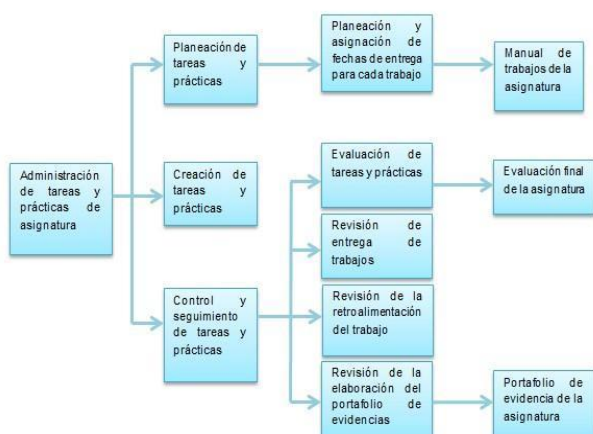 Administración
de tareas y
prácticas de
asignatura
Planeación de
tareas y
prácticas
Planeación y
asignación de
fechas de entrega
para cada trabajo
Manual de
trabajos de la
asignatura
Creación de
tareas y
prácticas
Control y
seguimiento
de tareas y
prácticas
Evaluación de
tareas y prácticas
Evaluación final
de la asignatura
Revisión de
entrega de
trabajos
Revisión de la
retroalimentación
del trabajo
Revisión de la
elaboración del
portafolio de
evidencias
Portafolio de
evidencia de la
asignatura